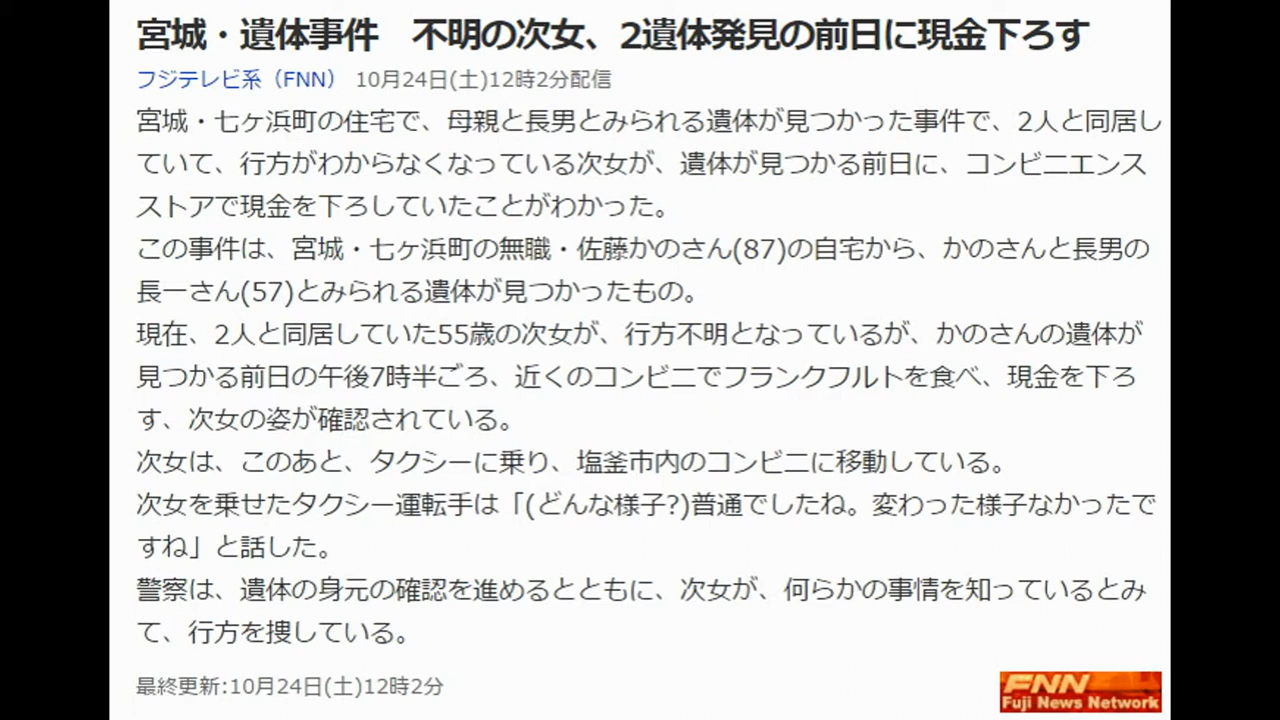 宮城・遺体事件　不明の次女、2遺体発見の前日に現金下ろす
フジテレビ系（FNN） 10月24日(土)12時2分配信
宮城・七ヶ浜町の住宅で、母親と長男とみられる遺体が見つかった事件で、2人と同居し
ていて、行方がわからなくなっている次女が、遺体が見つかる前日に、コンビニエンス
ストアで現金を下ろしていたことがわかった。
この事件は、宮城・七ヶ浜町の無職・佐藤かのさん(87)の自宅から、かのさんと長男の
長一さん(57)とみられる遺体が見つかったもの。
現在、2人と同居していた55歳の次女が、行方不明となっているが、かのさんの遺体が
見つかる前日の午後7時半ごろ、近くのコンビニでフランクフルトを食べ、現金を下ろ
す、次女の姿が確認されている。
次女は、このあと、タクシーに乗り、塩釜市内のコンビニに移動している。
次女を乗せたタクシー運転手は「(どんな様子?)普通でしたね。変わった様子なかったで
すね」と話した。
警察は、遺体の身元の確認を進めるとともに、次女が、何らかの事情を知っているとみ
て、行方を捜している。
最終更新:10月24日(土)12時2分
FNN
Fuji News Network